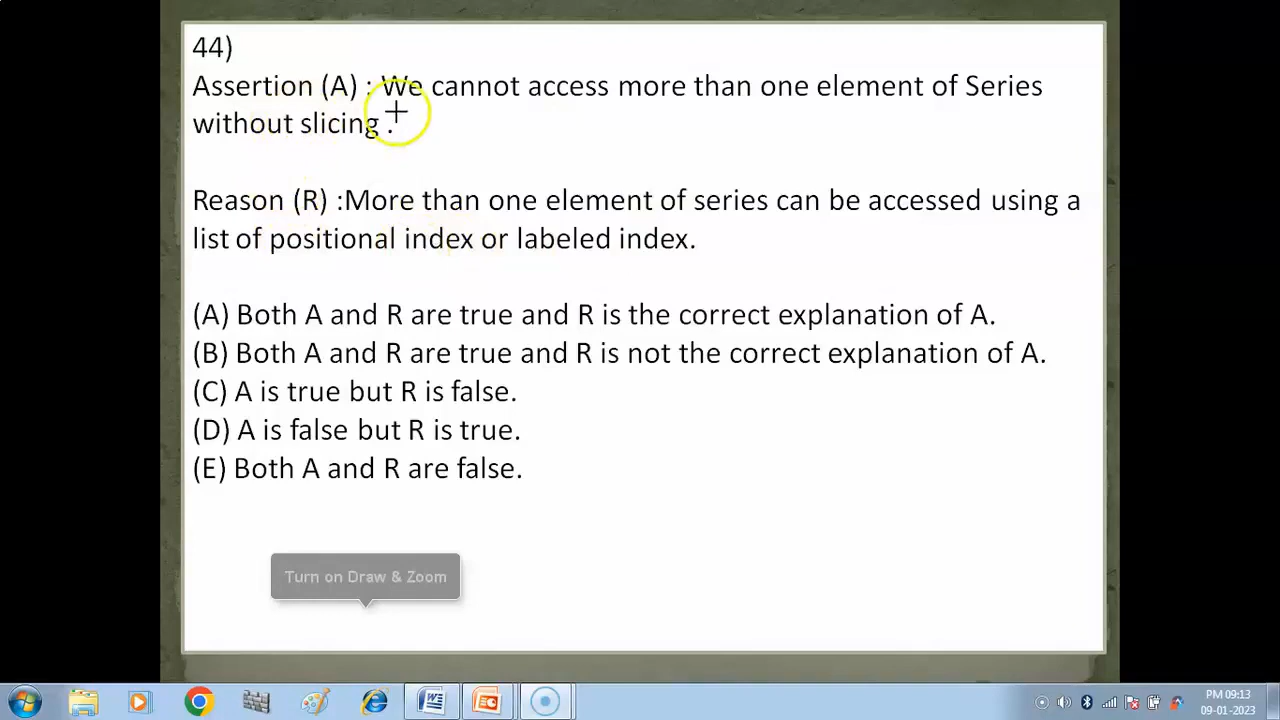 44)
Assertion (A) : We cannot access more than one element of Series
without slicing .
Reason (R) :More than one element of series can be accessed using a
list of positional index or labeled index.
(A) Both A and R are true and R is the correct explanation of A.
(B) Both A and R are true and R is not the correct explanation of A.
(C) A is true but R is false.
(D) A is false but R is true.
(E) Both A and R are false.
Turn on Draw & Zoom
PM 09:13
09-01-2023